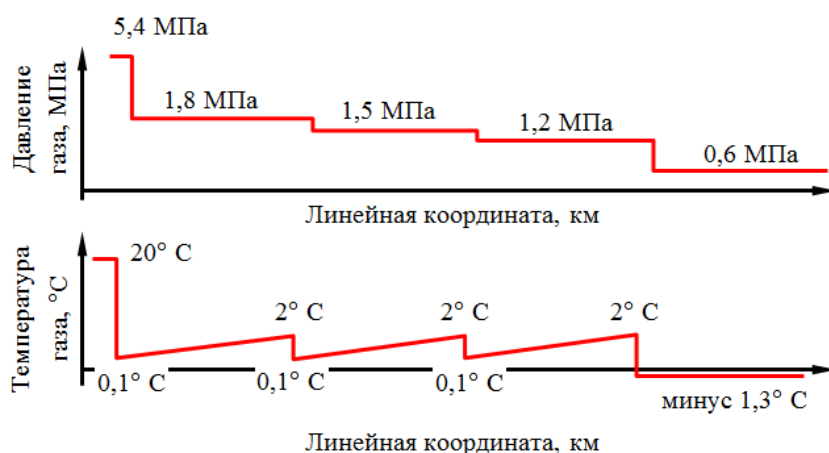 5,4 МПа
Давление
газа, МПа
1,8 МПа
1,5 МПа
1,2 МПа
0,6 МПа
Линейная координата, км
Температура
газа, °С
20° С
2° С
2° С
2° С
0,1° С
0,1° С
0,1° С
минус 1,3° С
Линейная координата, км